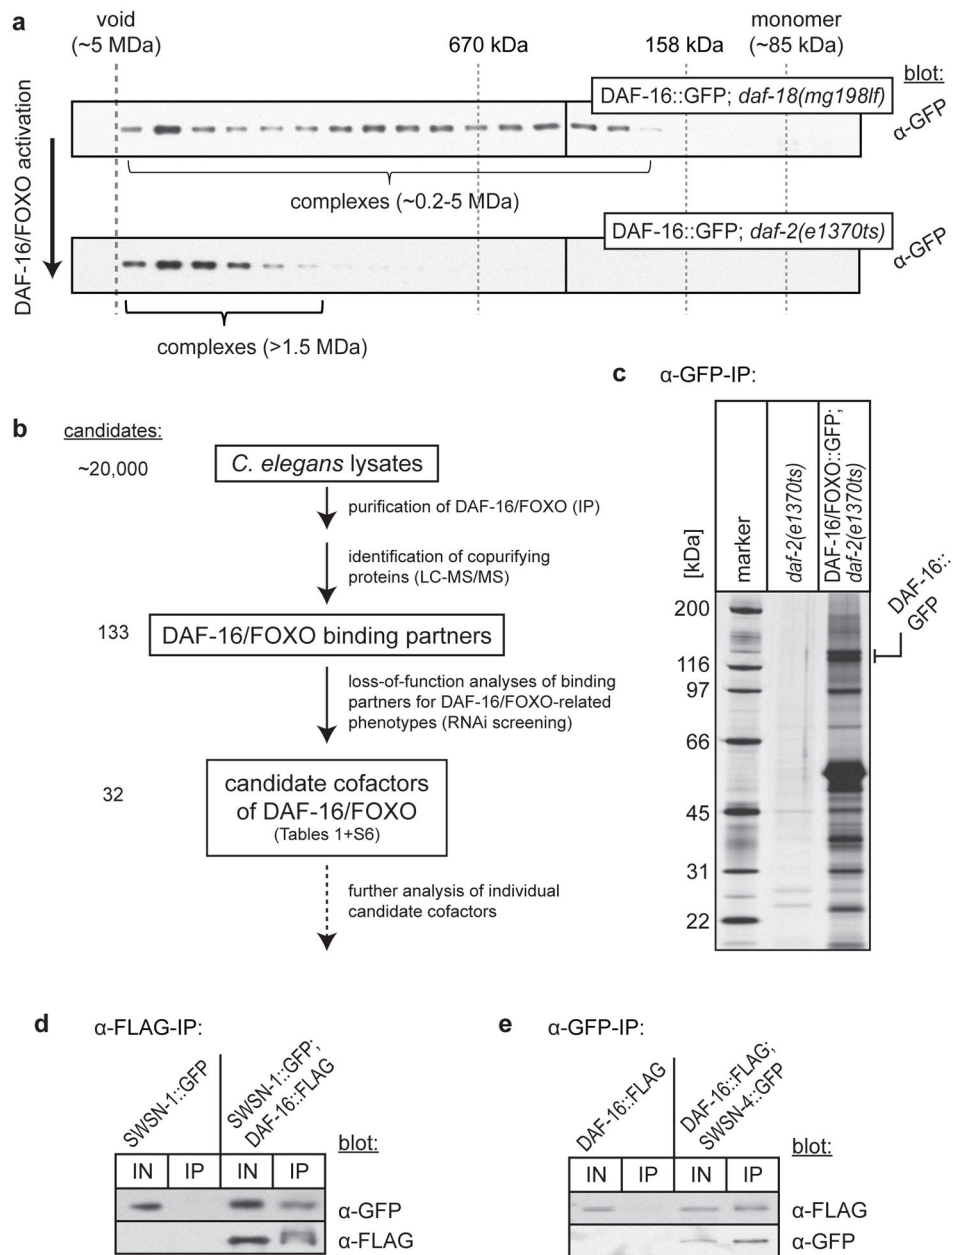 a
void
(~5 MDa)
670 kDa
158 kDa
monomer
(~85 kDa)
blot:
DAF-16::GFP; daf-18(mg198lf)
α-GFP
complexes (~0.2-5 MDa)
DAF-16/FOXO activation
DAF-16::GFP; daf-2(e1370ts)
α-GFP
complexes (>1.5 MDa)
b
candidates:
~20,000
C. elegans lysates
purification of DAF-16/FOXO (IP)
identification of copurifying
proteins (LC-MS/MS)
133
DAF-16/FOXO binding partners
loss-of-function analyses of binding
partners for DAF-16/FOXO-related
phenotypes (RNAi screening)
32
candidate cofactors
of DAF-16/FOXO
(Tables 1+S6)
further analysis of individual
candidate cofactors
c
α-GFP-IP:
[kDa]
marker
daf-2(e1370ts)
DAF-16/FOXO::GFP;
daf-2(e1370ts)
DAF-16::
GFP
200
116
97
66
45
31
22
d
α-FLAG-IP:
SWSN-1::GFP
SWSN-1::GFP;
DAF-16::FLAG
blot:
IN IP IN IP
α-GFP
α-FLAG
e
α-GFP-IP:
DAF-16::FLAG
DAF-16::FLAG;
SWSN-4::GFP
blot:
IN IP IN IP
α-FLAG
α-GFP